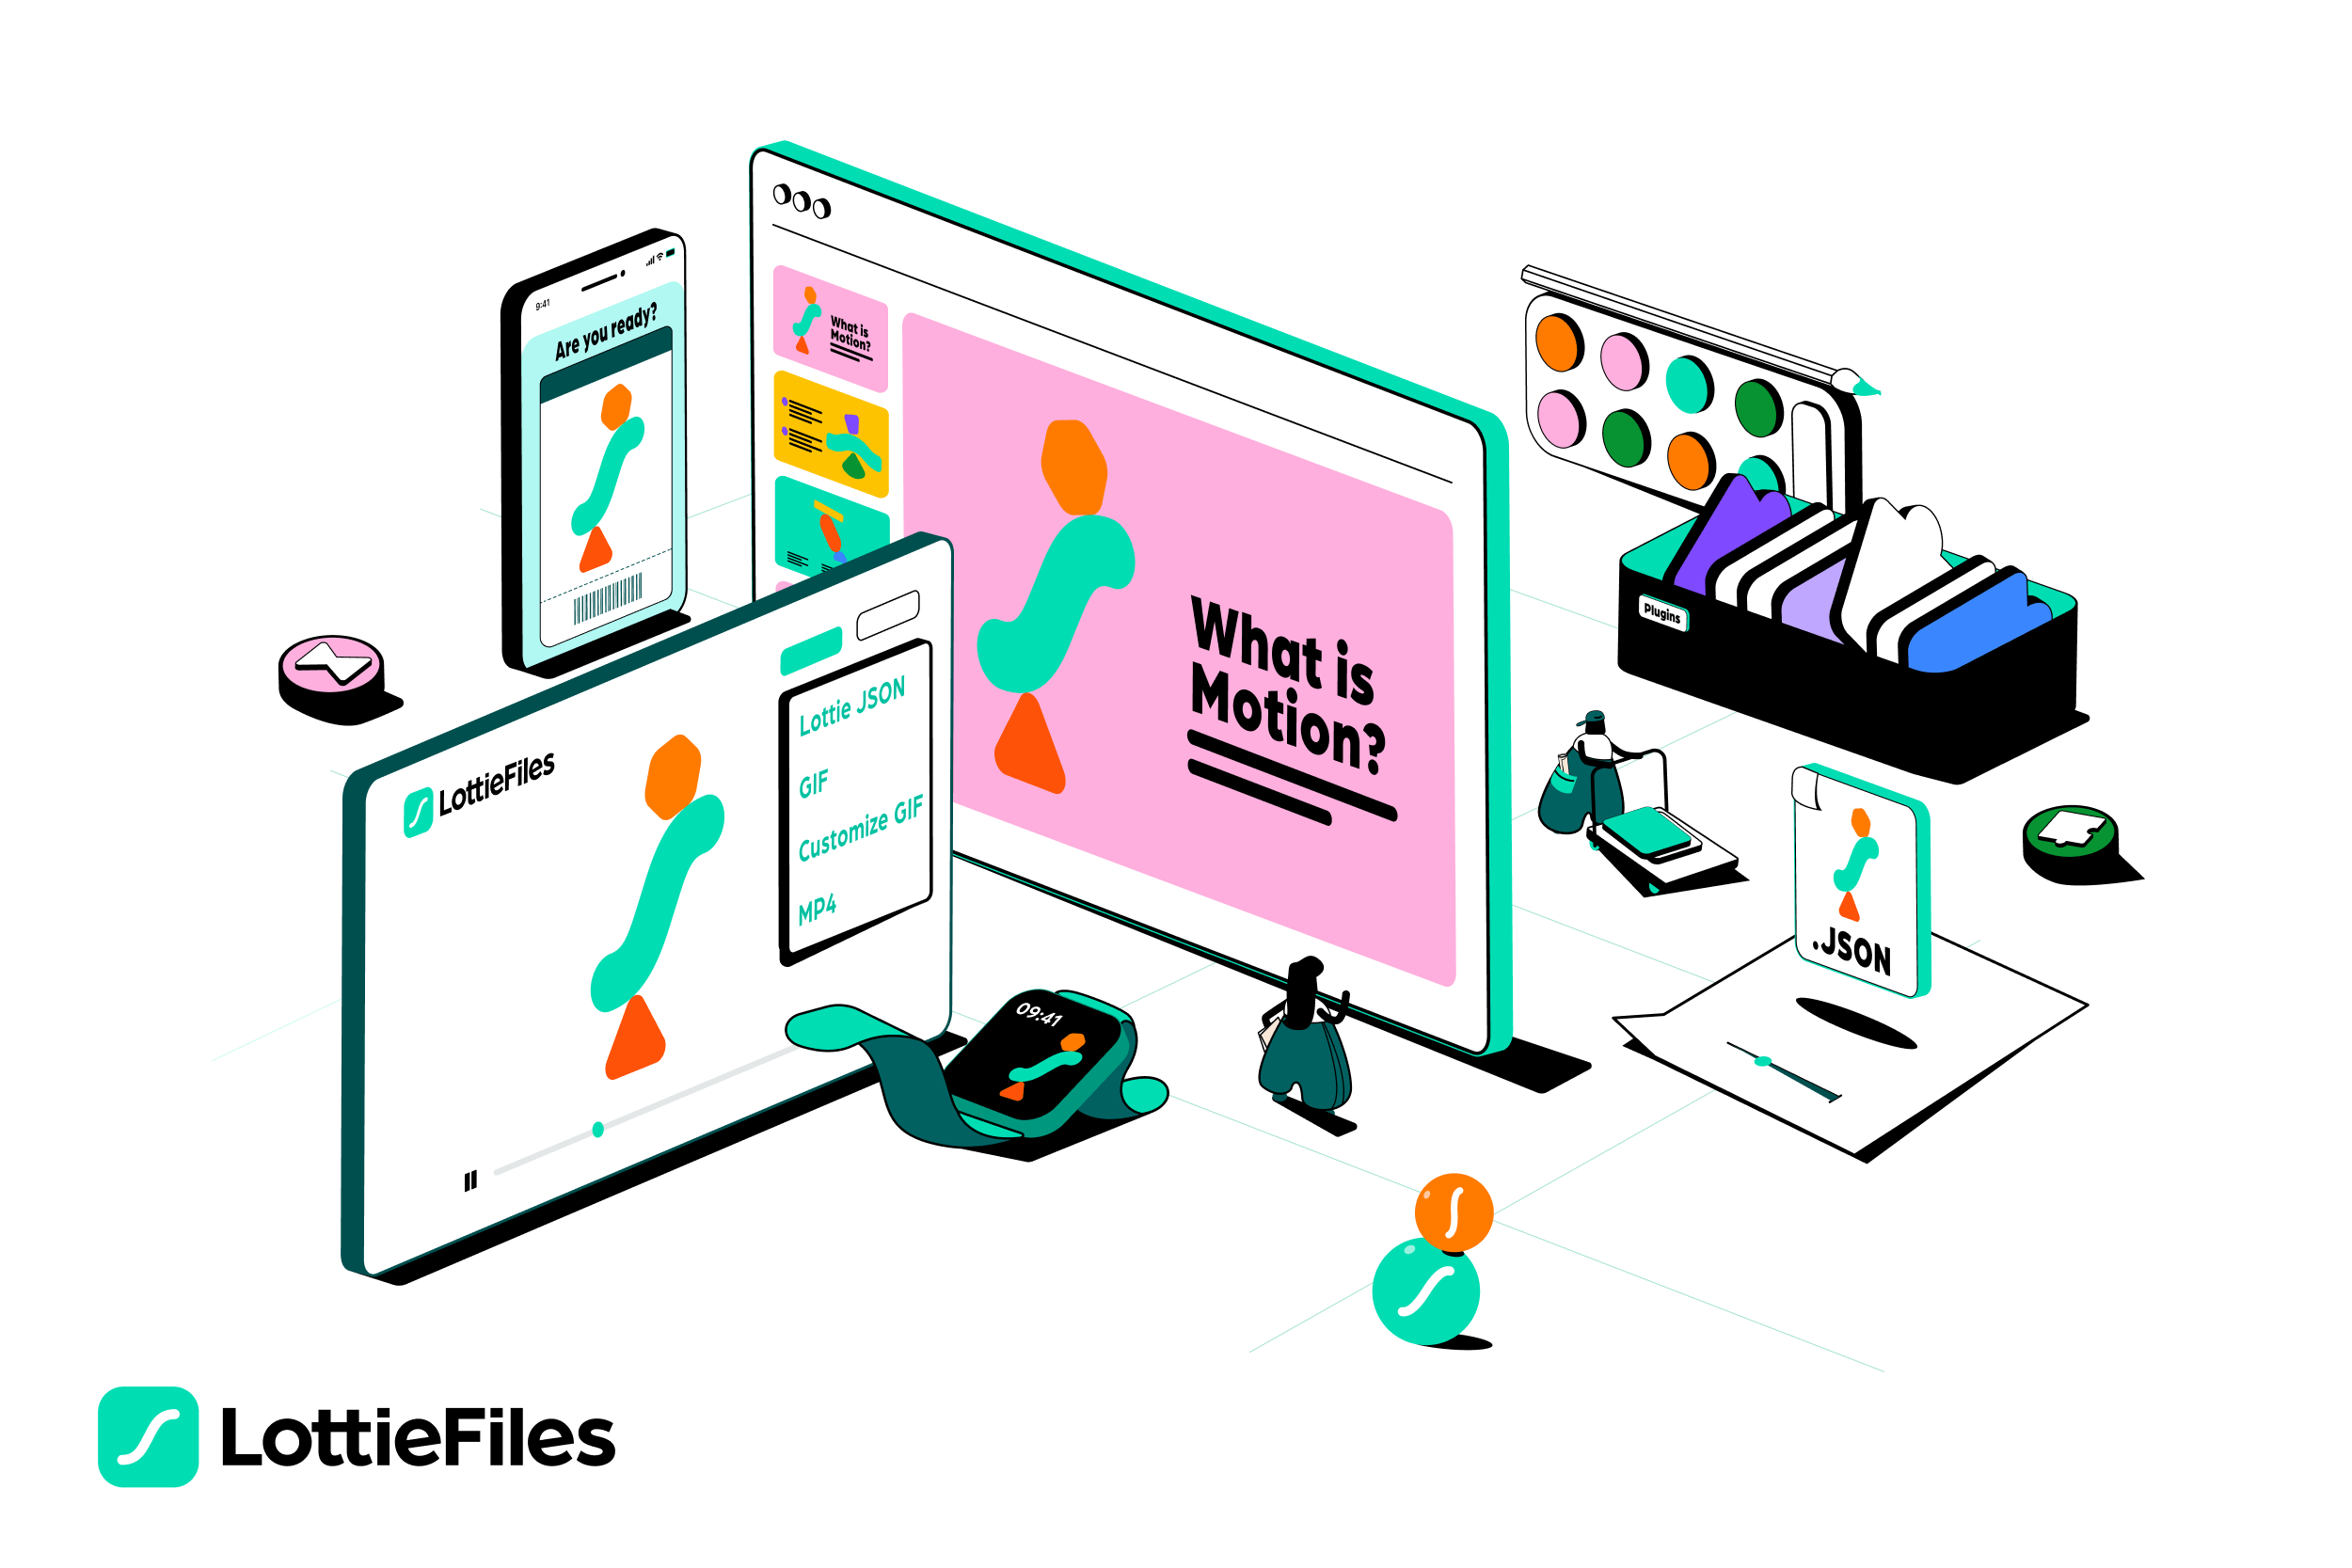 9:41
Are you ready?
What is
Motion?
What is
Motion?
Plugins
LottieFiles
Lottie JSON
GIF
Customize GIF
MP4
09:41
.JSON
LottieFiles